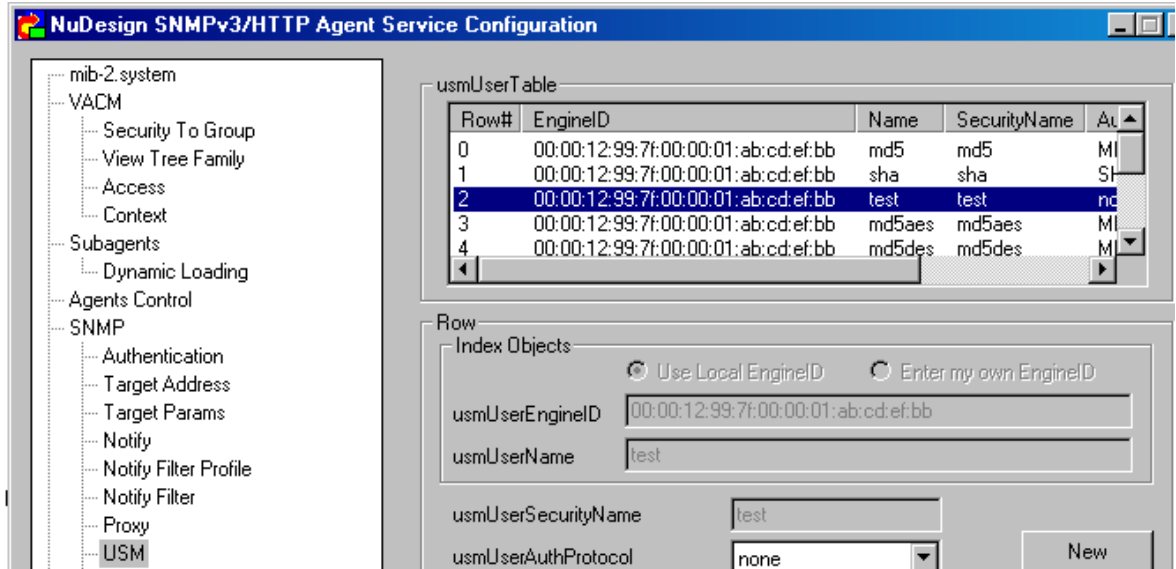 NuDesign SNMPv3/HTTP Agent Service Configuration
mib-2.system
VACM
Security To Group
View Tree Family
Access
Context
Subagents
Dynamic Loading
Agents Control
SNMP
Authentication
Target Address
Target Params
Notify
Notify Filter Profile
Notify Filter
Proxy
USM
usmUserTable
Row# EngineID Name SecurityName
0 00:00:12:99:7f:00:00:01:ab:cd:ef:bb md5 md5
1 00:00:12:99:7f:00:00:01:ab:cd:ef:bb sha sha
2 00:00:12:99:7f:00:00:01:ab:cd:ef:bb test test
3 00:00:12:99:7f:00:00:01:ab:cd:ef:bb md5aes md5aes
4 00:00:12:99:7f:00:00:01:ab:cd:ef:bb md5des md5des
Row
Index Objects
Use Local EngineID Enter my own EngineID
usmUserEngineID 00:00:12:99:7f:00:00:01:ab:cd:ef:bb
usmUserName test
usmUserSecurityName test
usmUserAuthProtocol none New